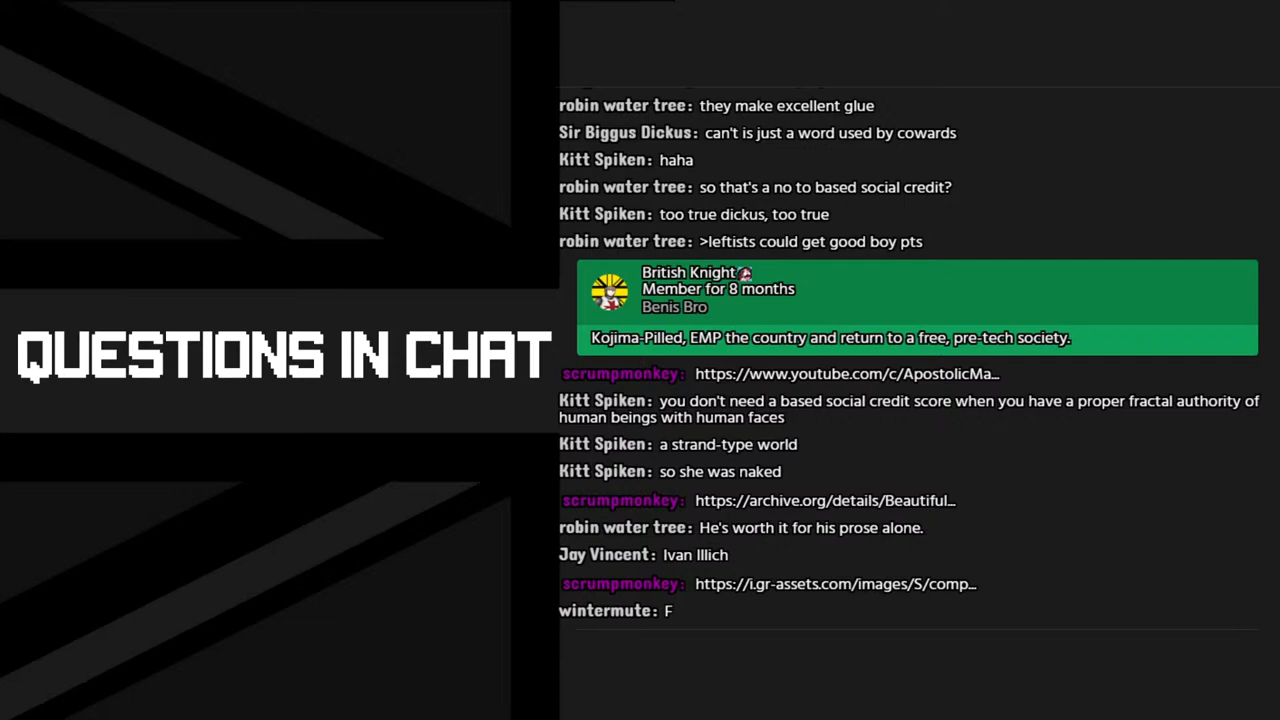 QUESTIONS IN CHAT
robin water tree: they make excellent glue
Sir Biggus Dickus: can't is just a word used by cowards
Kitt Spiken: haha
robin water tree: so that's a no to based social credit?
Kitt Spiken: too true dickus, too true
robin water tree: >leftists could get good boy pts
British Knight
Member for 8 months
Benis Bro
Kojima-Pilled, EMP the country and return to a free, pre-tech society.
scrumpmonkey: https://www.youtube.com/c/ApostolicMa...
Kitt Spiken: you don't need a based social credit score when you have a proper fractal authority of
human beings with human faces
Kitt Spiken: a strand-type world
Kitt Spiken: so she was naked
scrumpmonkey: https://archive.org/details/Beautiful...
robin water tree: He's worth it for his prose alone.
Jay Vincent: Ivan Illich
scrumpmonkey: https://i.gr-assets.com/images/S/comp...
wintermute: F